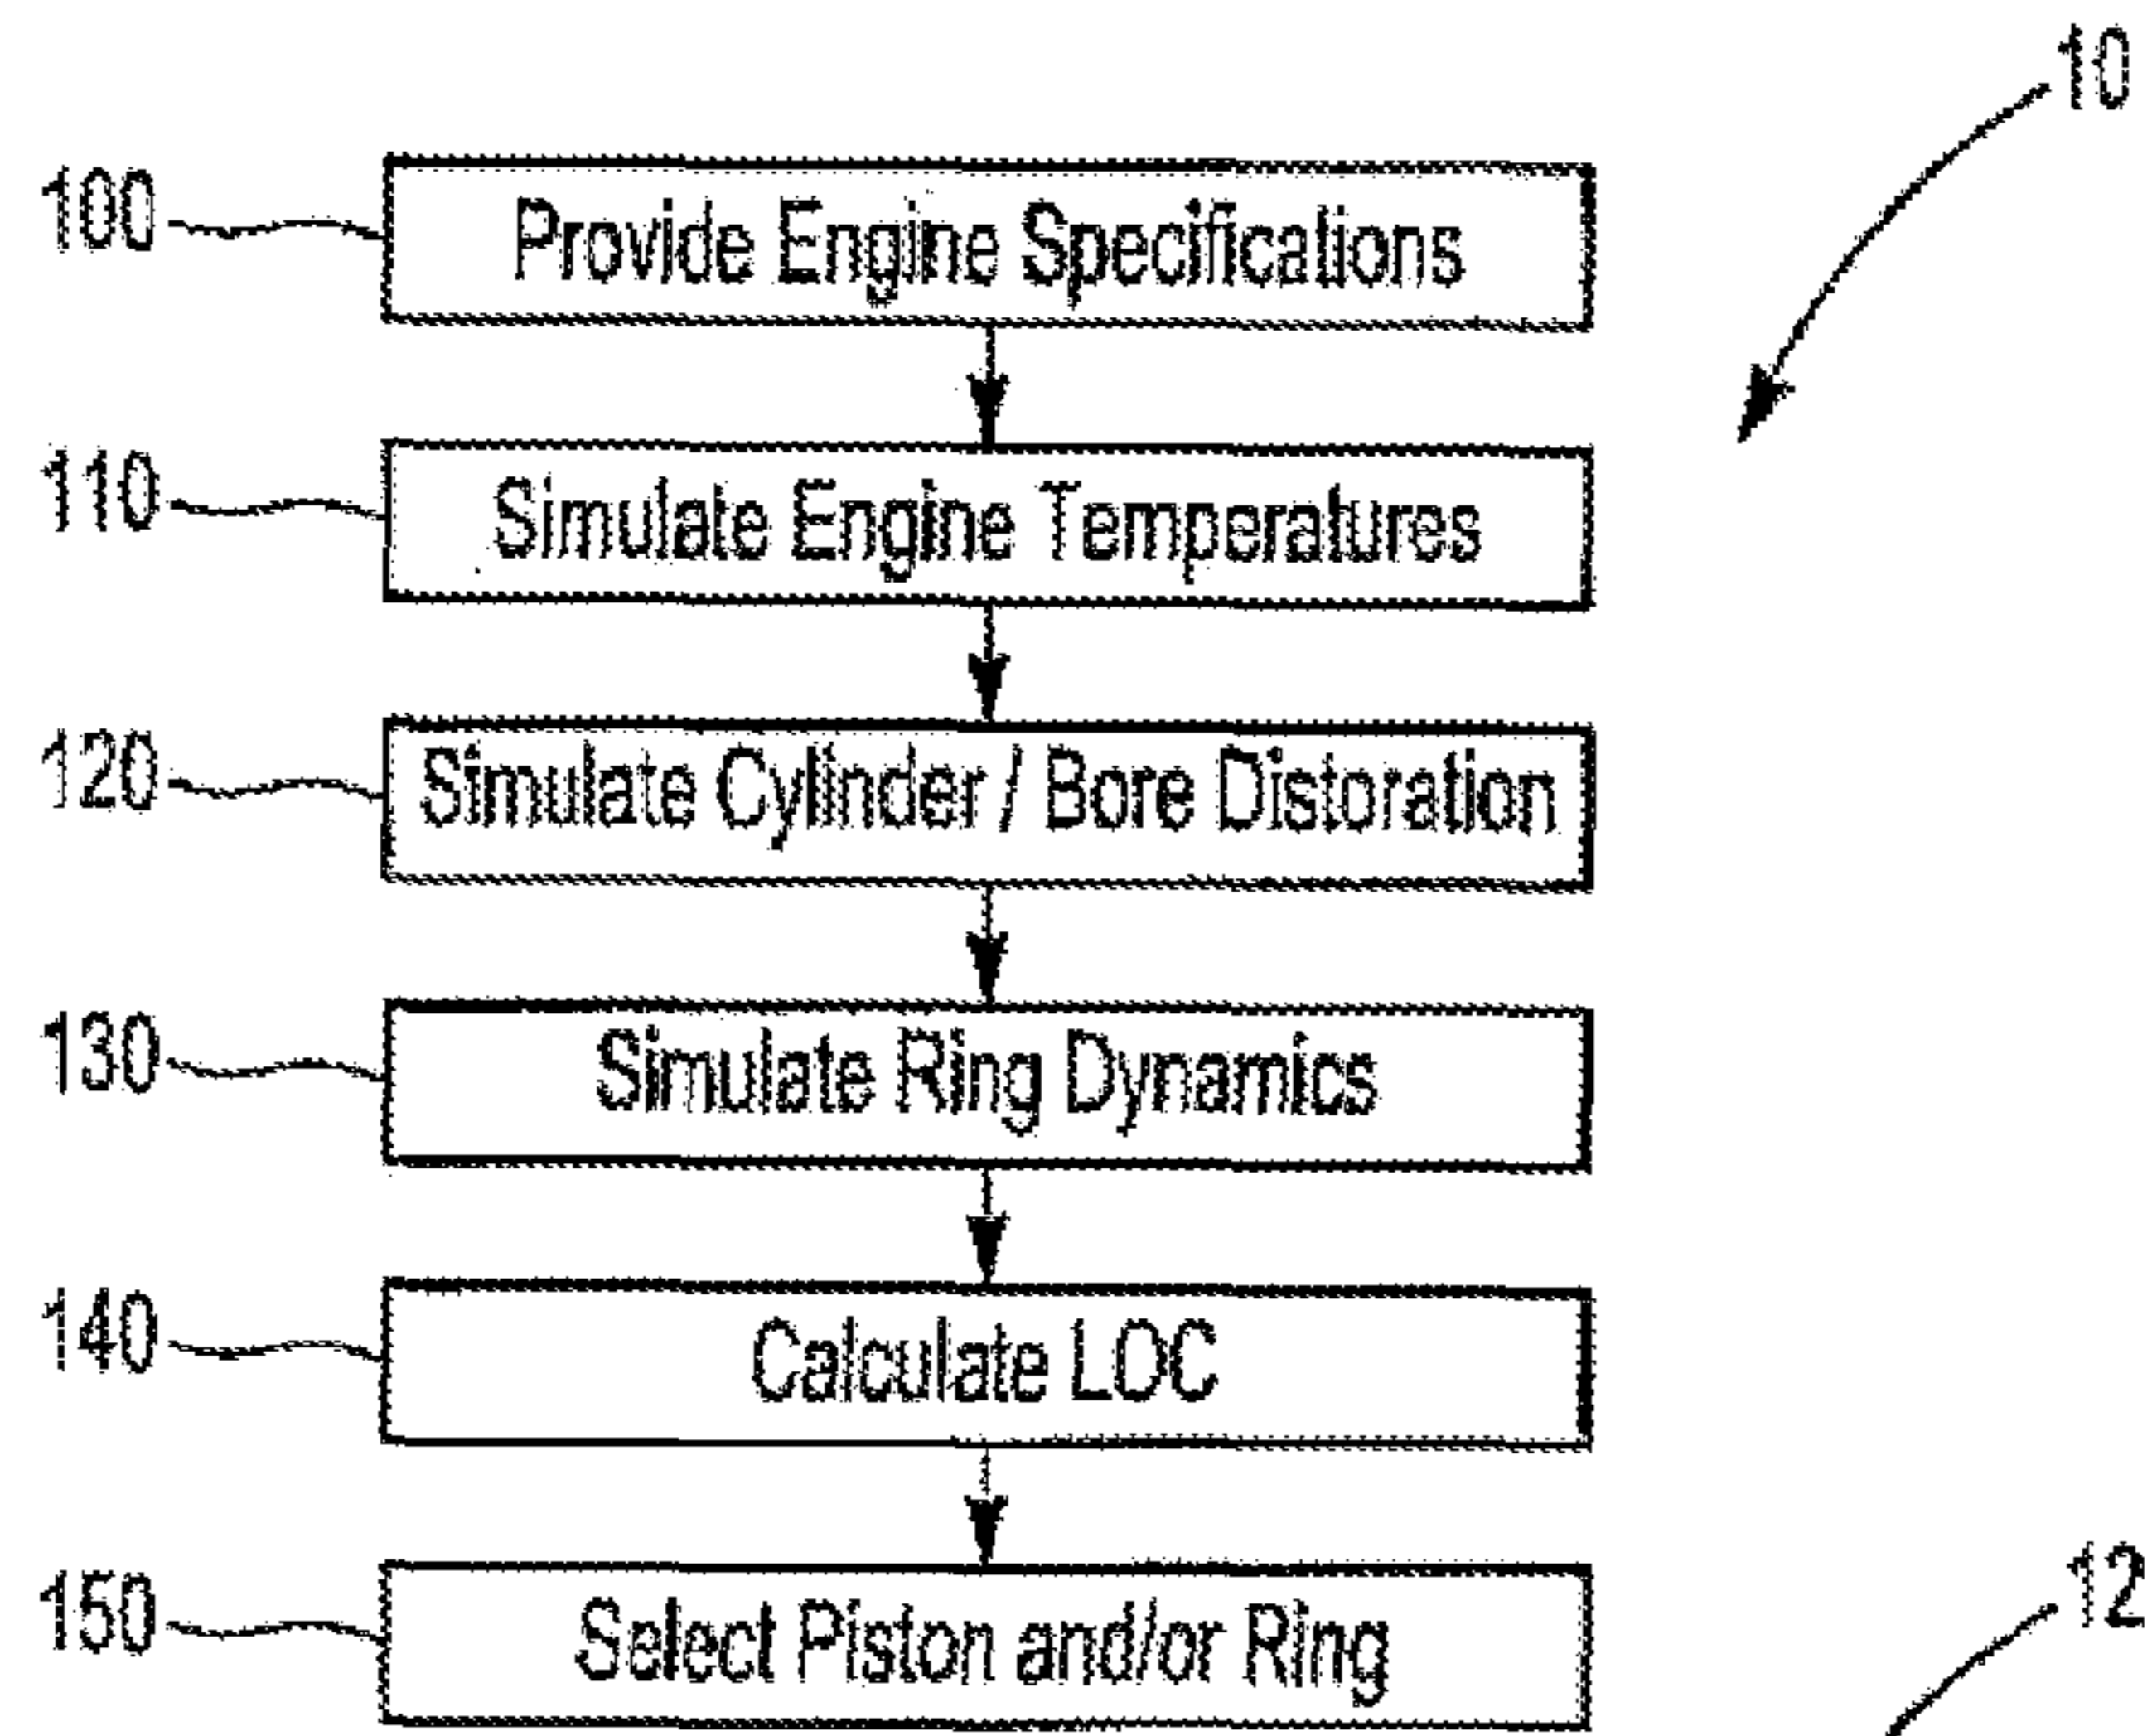 10
100 Provide Engine Specifications
110 Simulate Engine Temperatures
120 Simulate Cylinder / Bore Distoration
130 Simulate Ring Dynamics
140 Calculate LOC
150 Select Piston and/or Ring
12